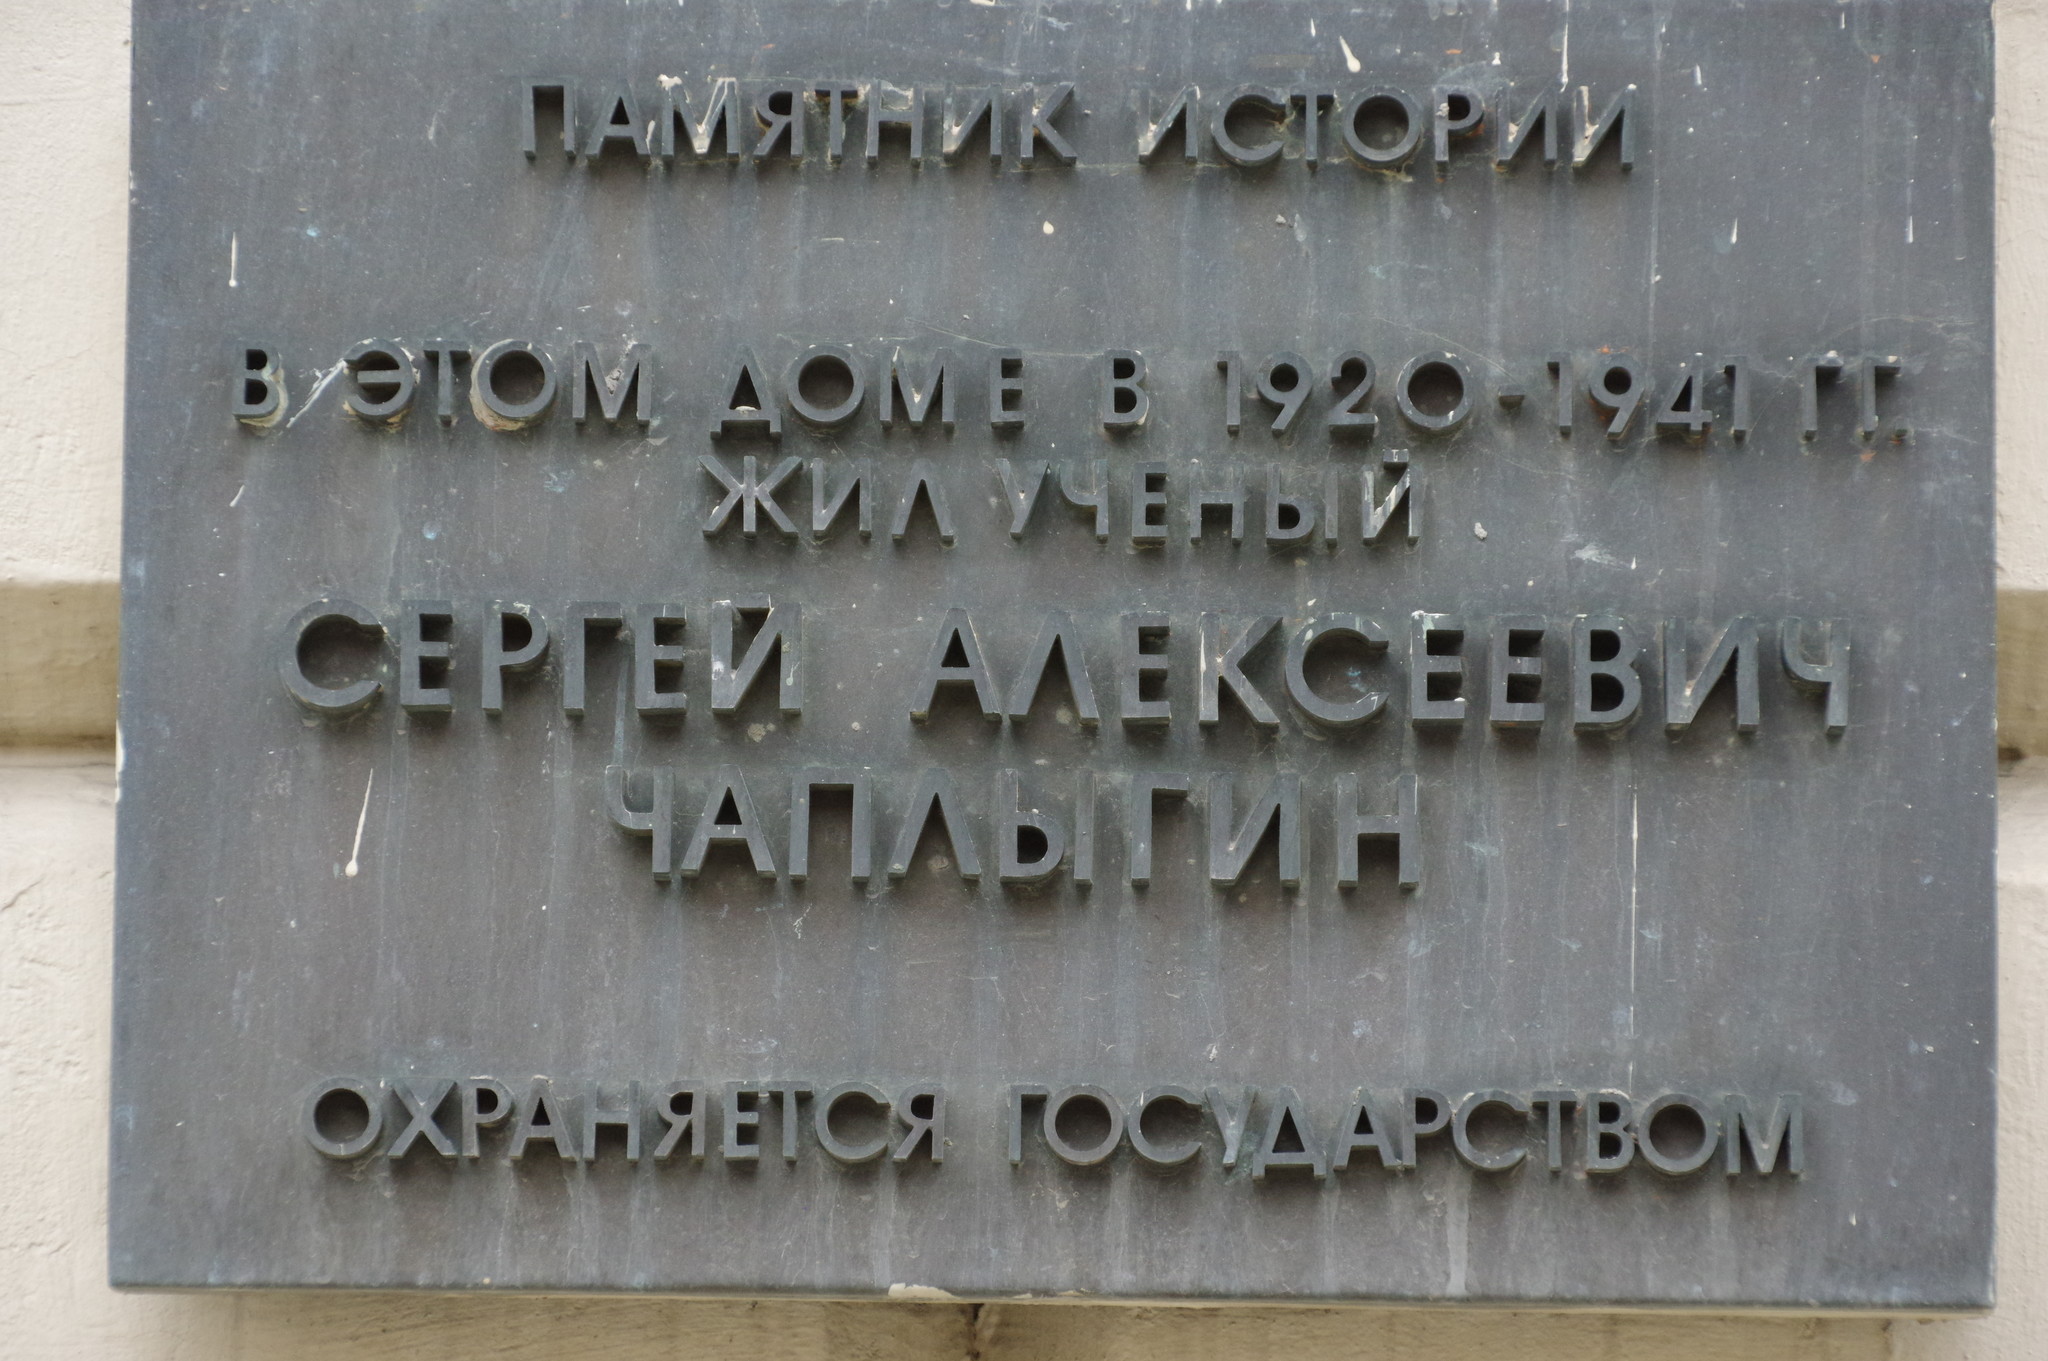 ПАМЯТНИК ИСТОРИИ
В ЭТОМ ДОМЕ В 1920-1941 ГГ.
ЖИЛ УЧЕНЫЙ
СЕРГЕЙ АЛЕКСЕЕВИЧ
ЧАПЛЫГИН
ОХРАНЯЕТСЯ ГОСУДАРСТВОМ